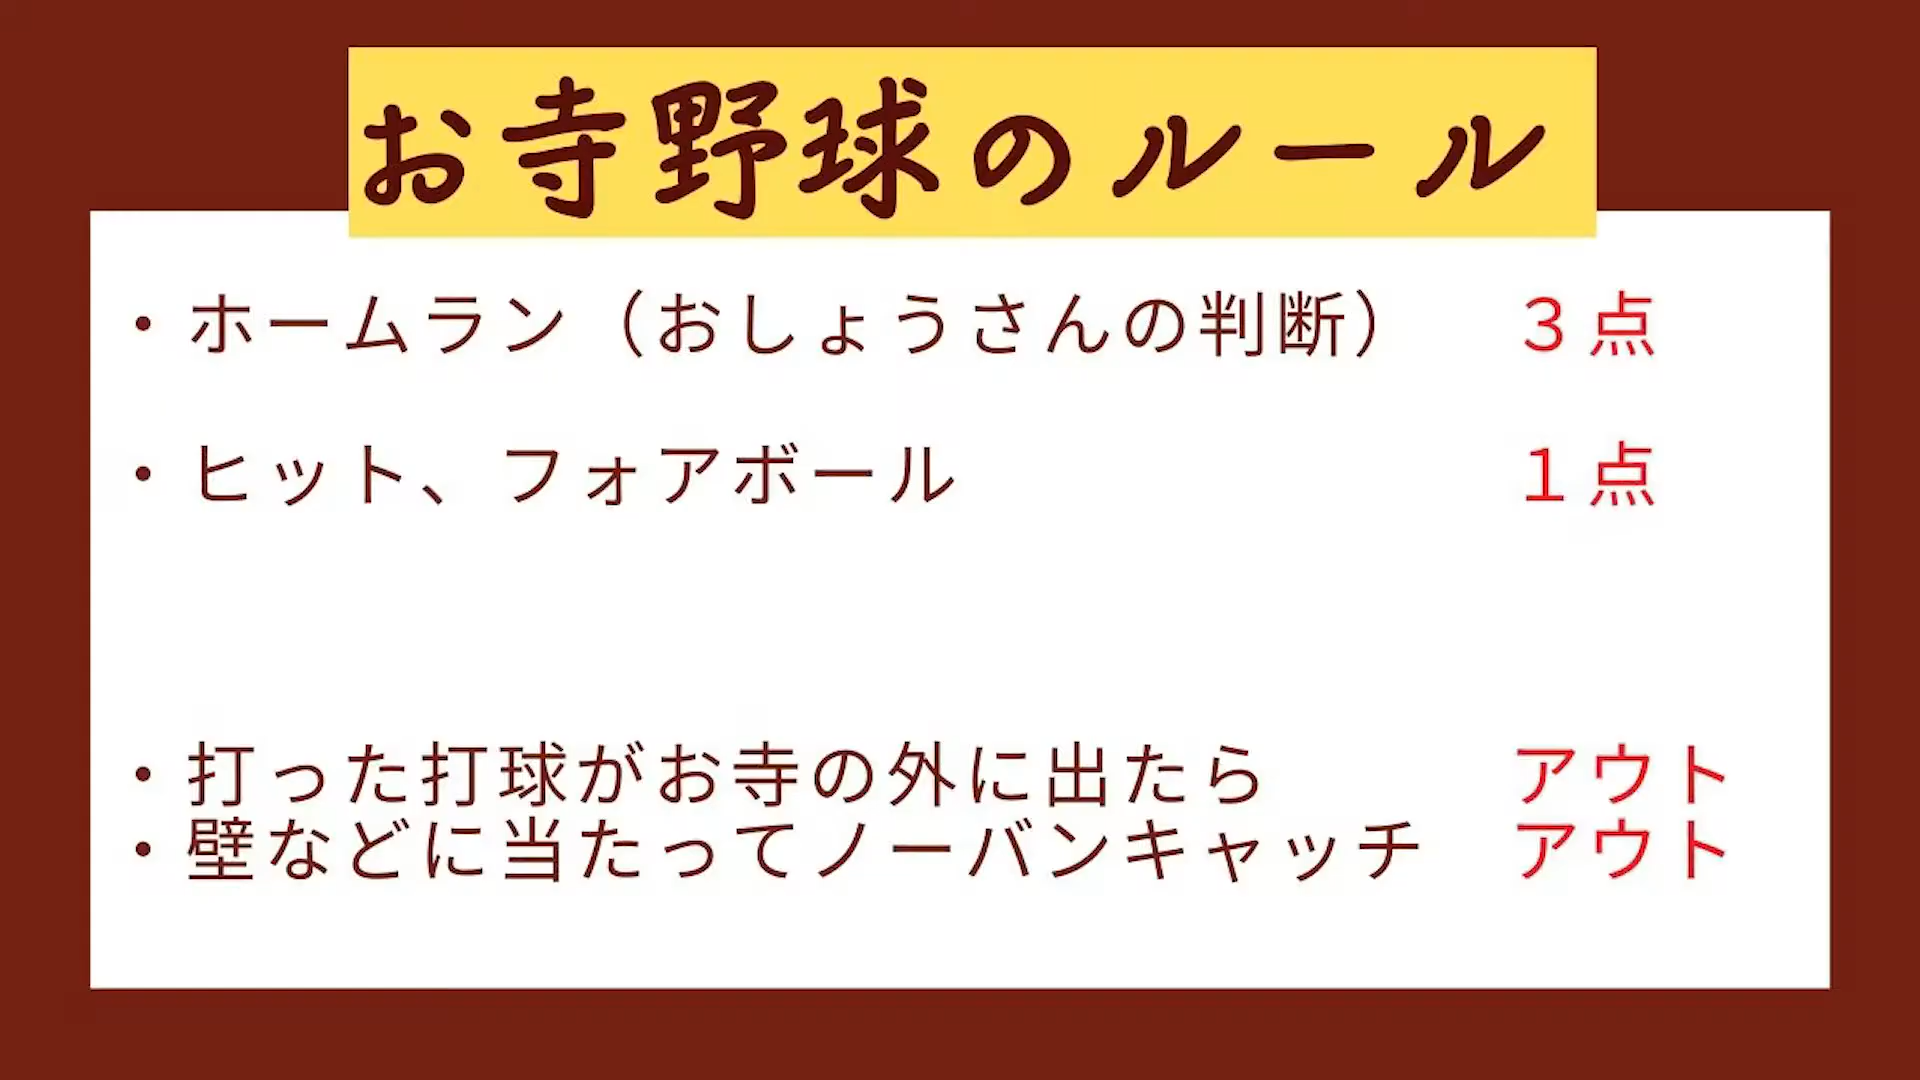 お寺野球のルール
・ホームラン（おしょうさんの判断） ３点
・ヒット、フォアボール １点
・打った打球がお寺の外に出たら アウト
・壁などに当たってノーバンキャッチ アウト